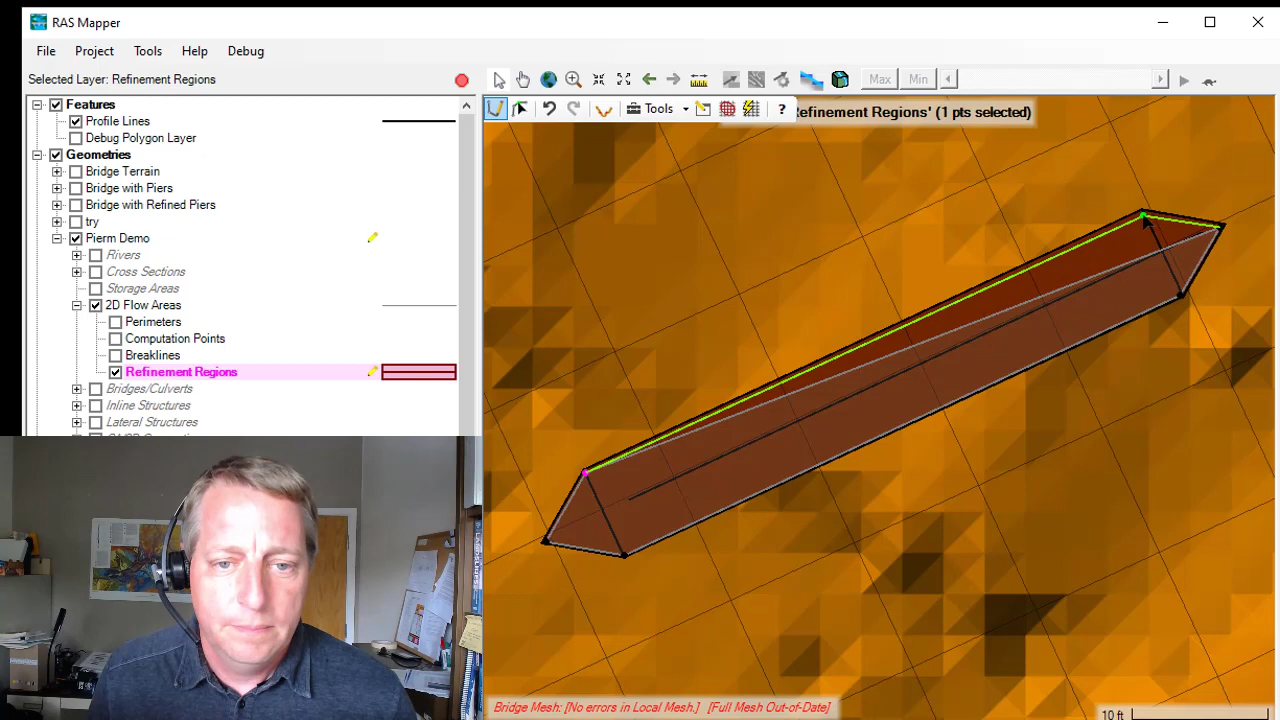 RAS Mapper
File Project Tools Help Debug
Selected Layer: Refinement Regions
Max Min
Tools ? efinement Regions' (1 pts selected)
Features
Profile Lines
Debug Polygon Layer
Geometries
Bridge Terrain
Bridge with Piers
Bridge with Refined Piers
try
Pierm Demo
Rivers
Cross Sections
Storage Areas
2D Flow Areas
Perimeters
Computation Points
Breaklines
Refinement Regions
Bridges/Culverts
Inline Structures
Lateral Structures
Bridge Mesh: [No errors in Local Mesh.] [Full Mesh Out-of-Date]
10 ft